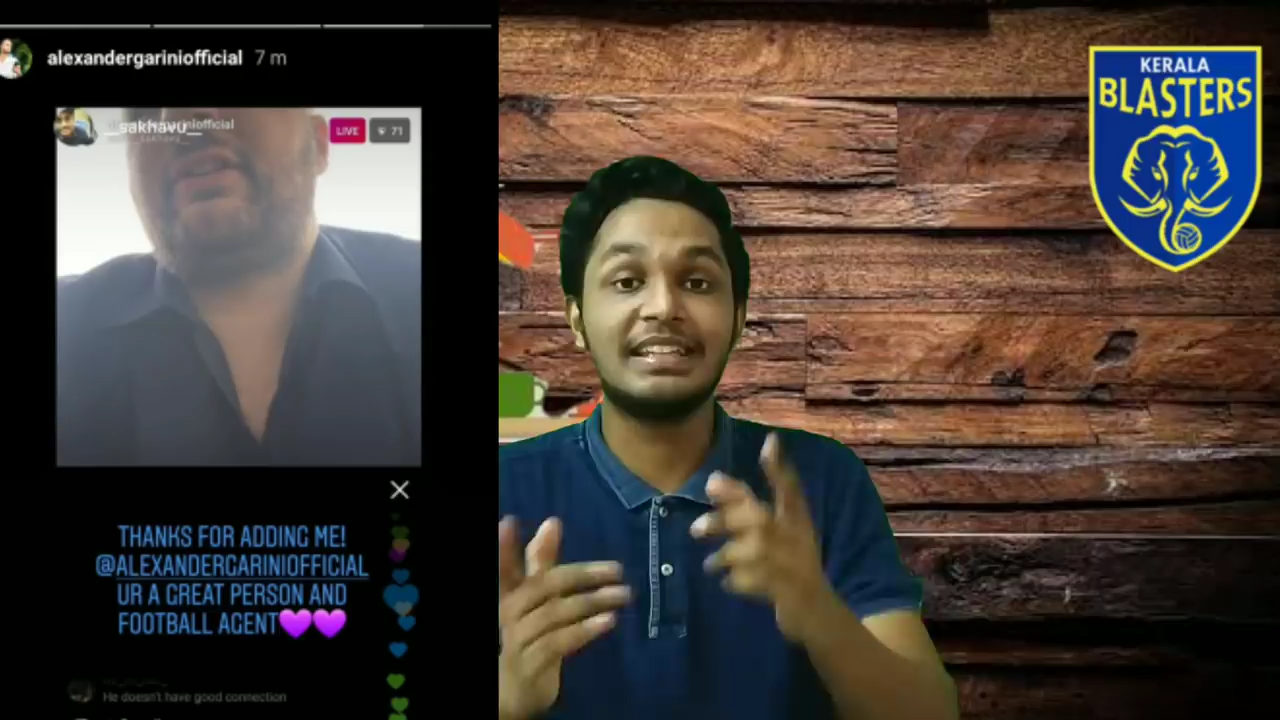 alexandergariniofficial 7 m
__sakhavu__
LIVE 71
THANKS FOR ADDING ME!
@ALEXANDERGARINIOFFICIAL
UR A GREAT PERSON AND
FOOTBALL AGENT💜💜
He doesn't have good connection
KERALA
BLASTERS